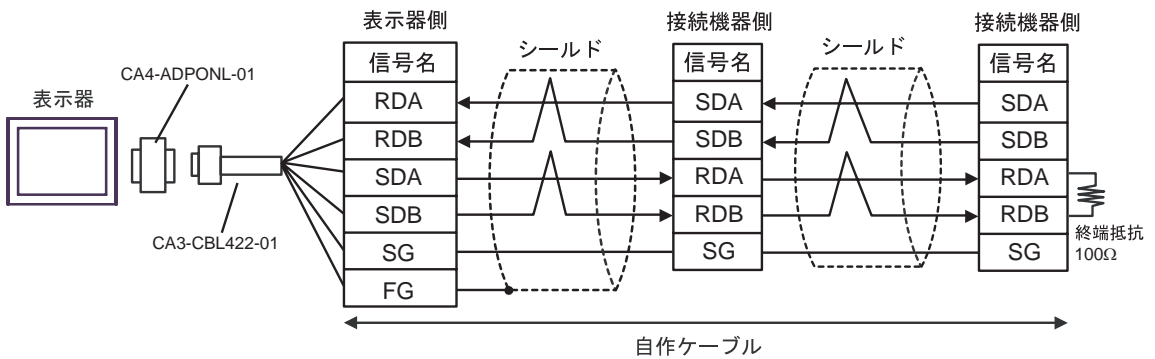 表示器
CA4-ADPONL-01
CA3-CBL422-01
表示器側
信号名
RDA
RDB
SDA
SDB
SG
FG
シールド
接続機器側
信号名
SDA
SDB
RDA
RDB
SG
シールド
接続機器側
信号名
SDA
SDB
RDA
RDB
SG
終端抵抗
100Ω
自作ケーブル